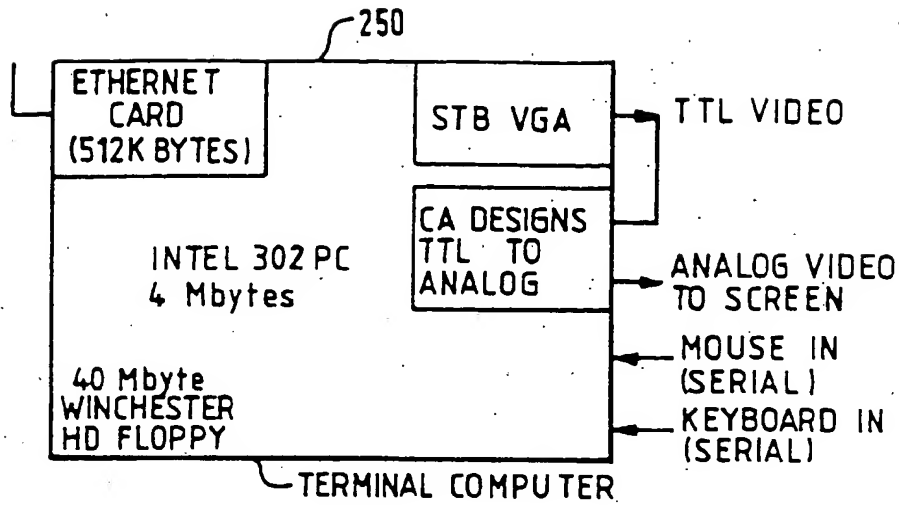 250
ETHERNET
CARD
(512K BYTES)
STB VGA
TTL VIDEO
CA DESIGNS
TTL TO
ANALOG
INTEL 302 PC
4 Mbytes
ANALOG VIDEO
TO SCREEN
MOUSE IN
(SERIAL)
40 Mbyte
WINCHESTER
HD FLOPPY
KEYBOARD IN
(SERIAL)
TERMINAL COMPUTER